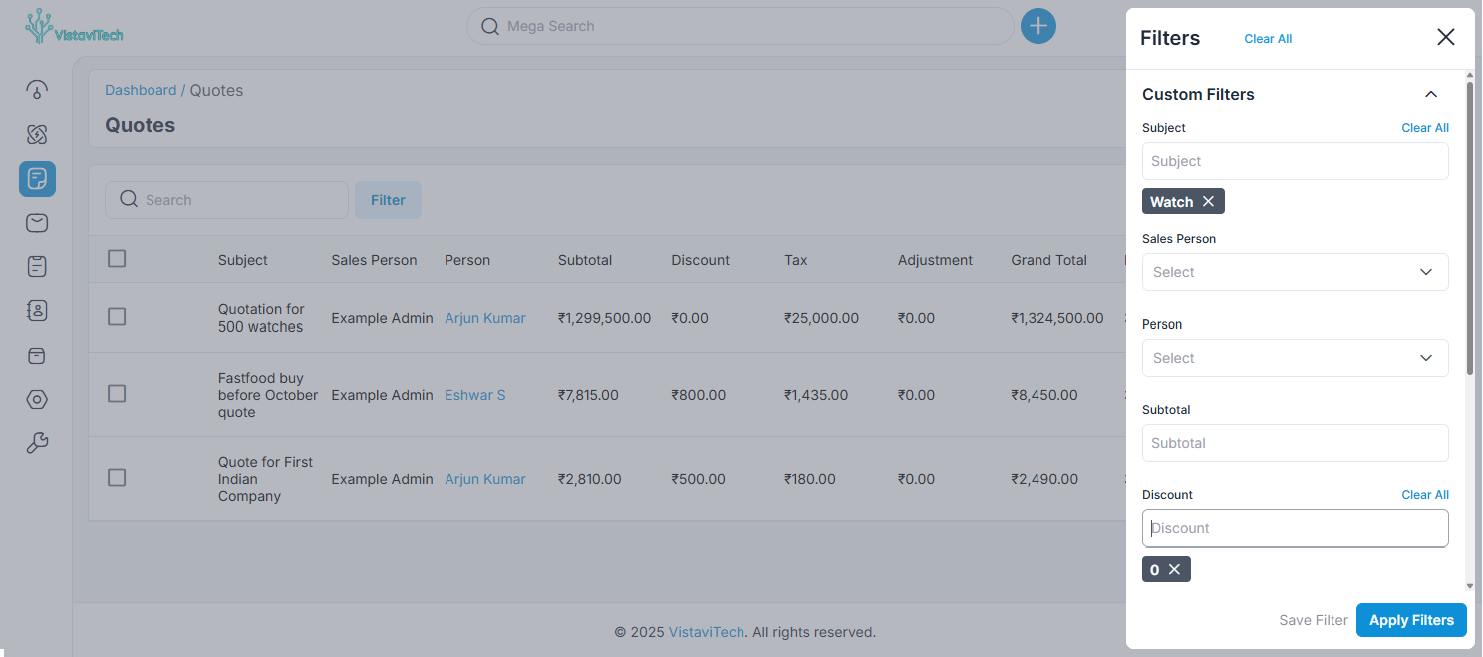 VistaviTech
Mega Search
Dashboard / Quotes
Quotes
Search
Filter
Subject Sales Person Person Subtotal Discount Tax Adjustment Grand Total
Quotation for
500 watches
Example Admin Arjun Kumar ₹1,299,500.00 ₹0.00 ₹25,000.00 ₹0.00 ₹1,324,500.00
Fastfood buy
before October
quote
Example Admin Eshwar S ₹7,815.00 ₹800.00 ₹1,435.00 ₹0.00 ₹8,450.00
Quote for First
Indian
Company
Example Admin Arjun Kumar ₹2,810.00 ₹500.00 ₹180.00 ₹0.00 ₹2,490.00
© 2025 VistaviTech. All rights reserved.
Filters Clear All
Custom Filters
Subject Clear All
Subject
Watch
Sales Person
Select
Person
Select
Subtotal
Subtotal
Discount Clear All
Discount
0
Save Filter Apply Filters